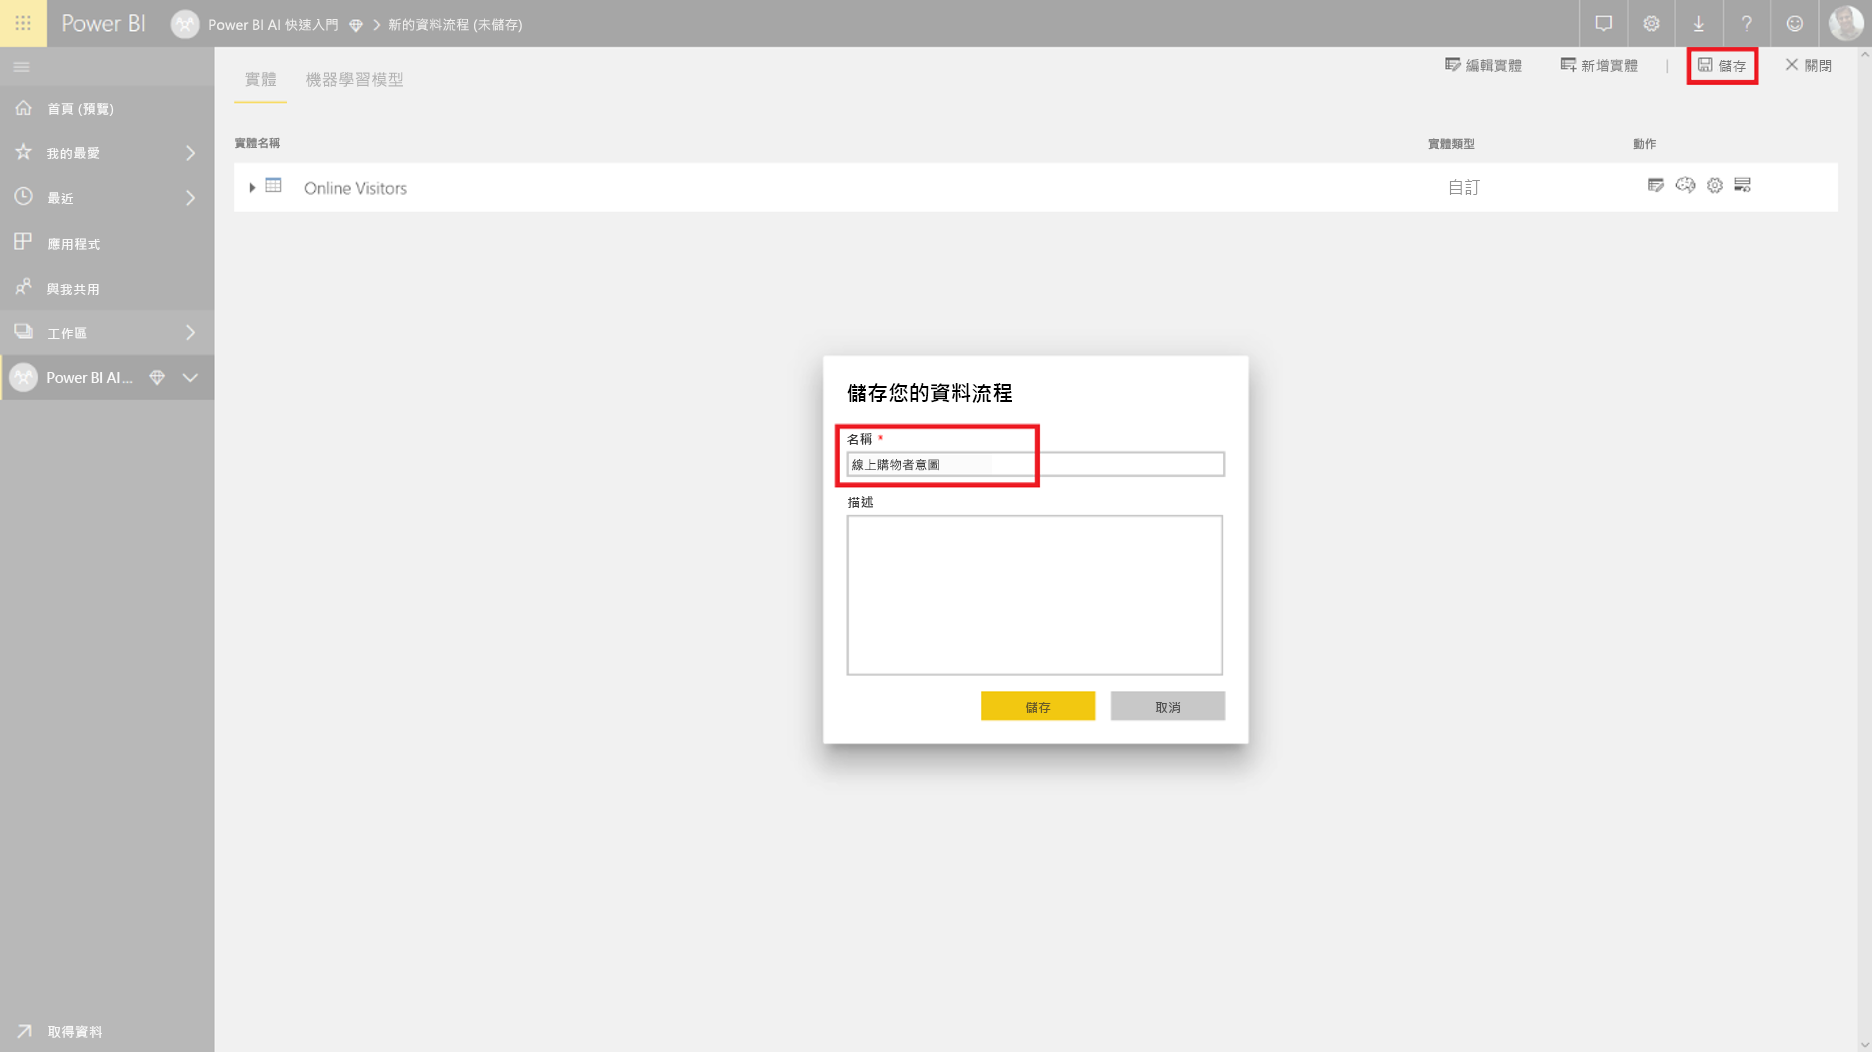 Power BI
Power BI AI 快速入門 > 新的資料流程 (未儲存)
首頁 (預覽)
我的最愛
最近
應用程式
與我共用
工作區
Power BI AI...
取得資料
實體 機器學習模型
編輯實體 新增實體 | 儲存 關閉
實體名稱 實體類型 動作
Online Visitors 自訂
儲存您的資料流程
名稱 *
線上購物者意圖
描述
儲存 取消